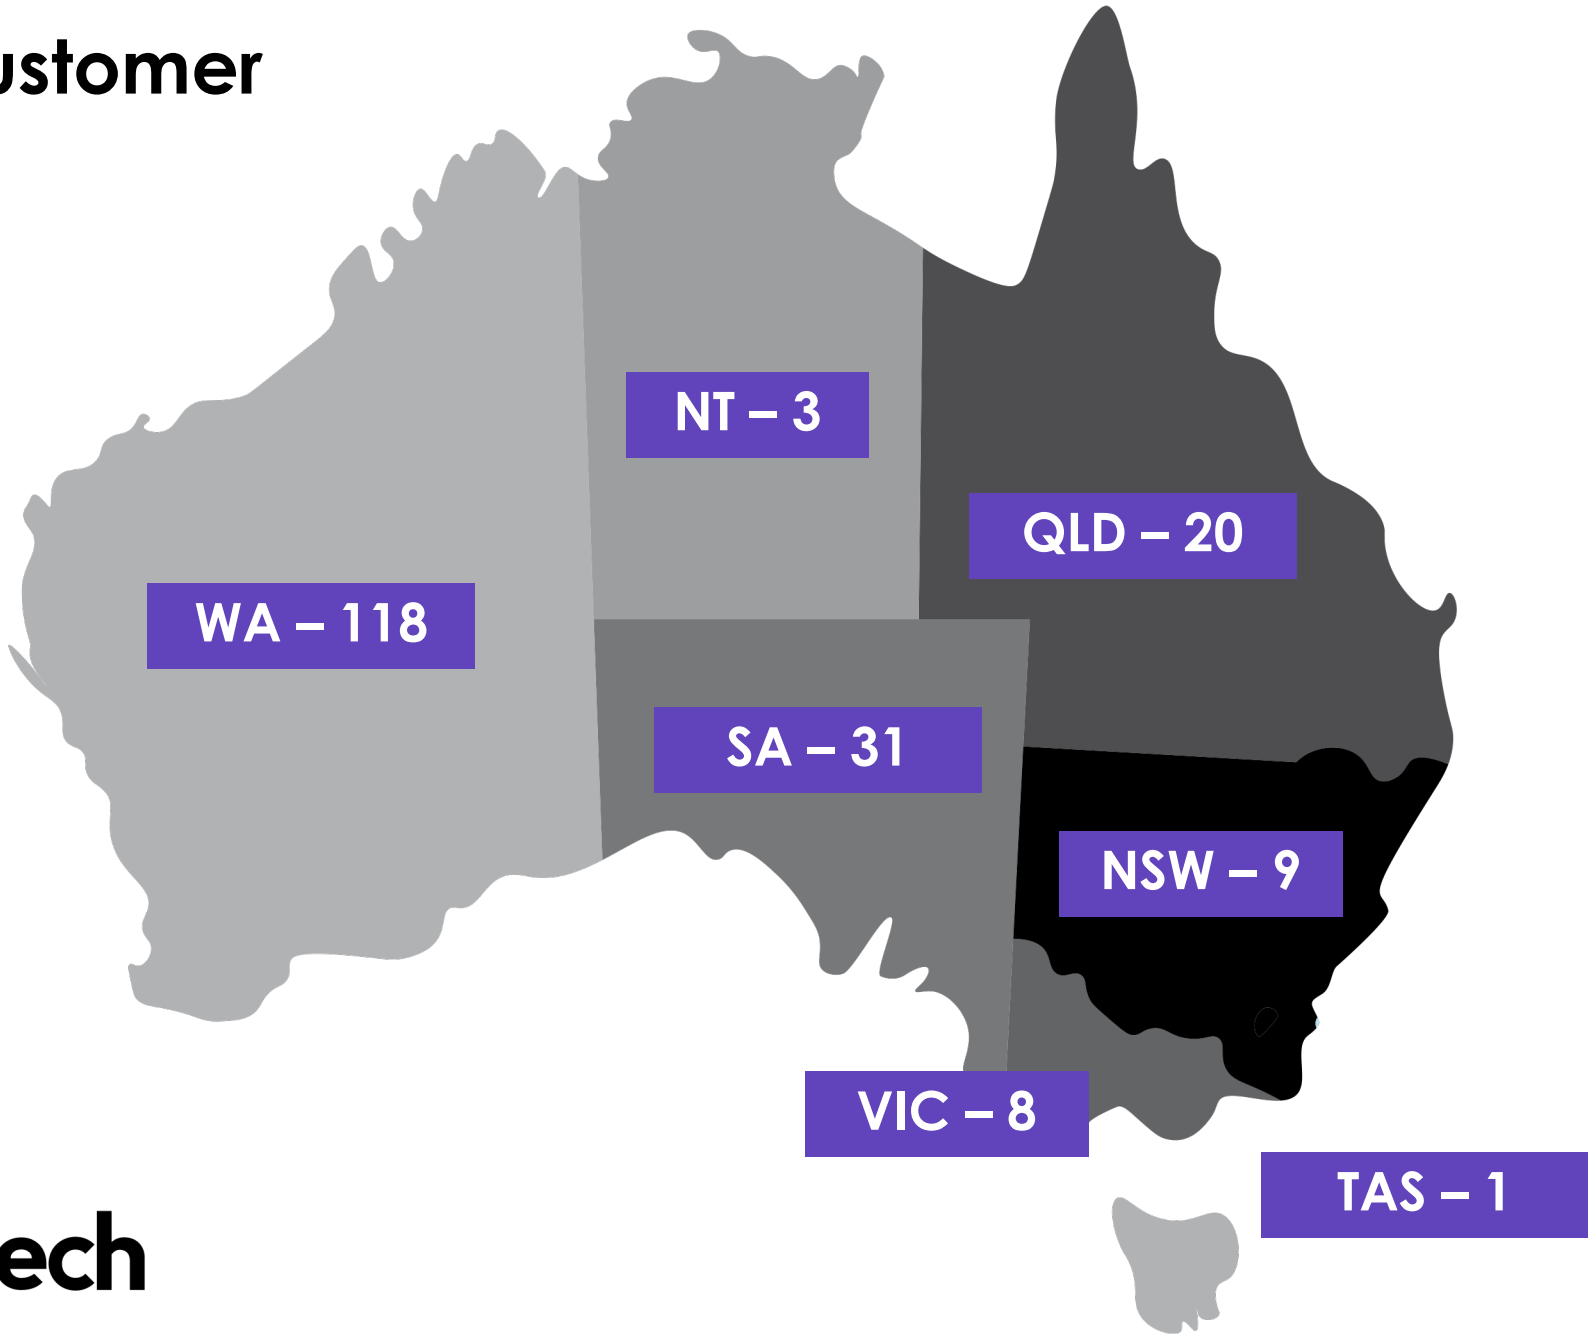 ustomer
NT – 3
QLD – 20
WA – 118
SA – 31
NSW – 9
VIC – 8
TAS – 1
ech